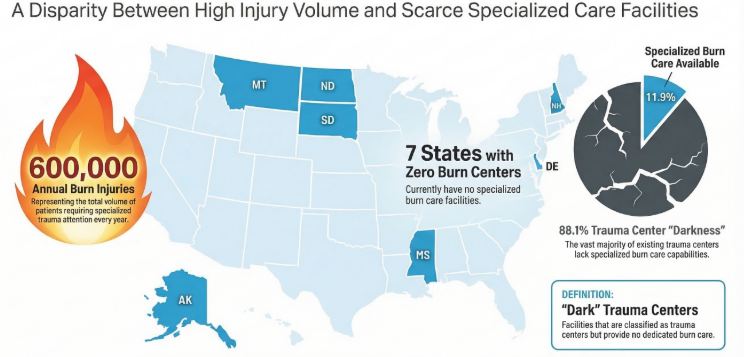 A Disparity Between High Injury Volume and Scarce Specialized Care Facilities
600,000
Annual Burn Injuries
Representing the total volume of
patients requiring specialized
trauma attention every year.
MT
ND
SD
NH
DE
MS
AK
7 States with
Zero Burn Centers
Currently have no specialized
burn care facilities.
Specialized Burn
Care Available
11.9%
88.1% Trauma Center "Darkness"
The vast majority of existing trauma centers
lack specialized burn care capabilities.
DEFINITION:
"Dark" Trauma Centers
Facilities that are classified as trauma
centers but provide no dedicated burn care.